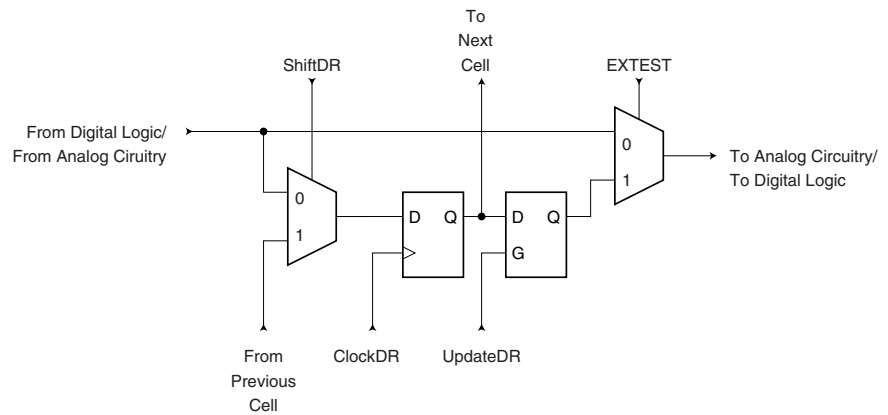 To
Next
Cell
ShiftDR
EXTEST
From Digital Logic/
From Analog Ciruitry
0
1
To Analog Circuitry/
To Digital Logic
0
1
D Q
D Q
G
From
Previous
Cell
ClockDR
UpdateDR